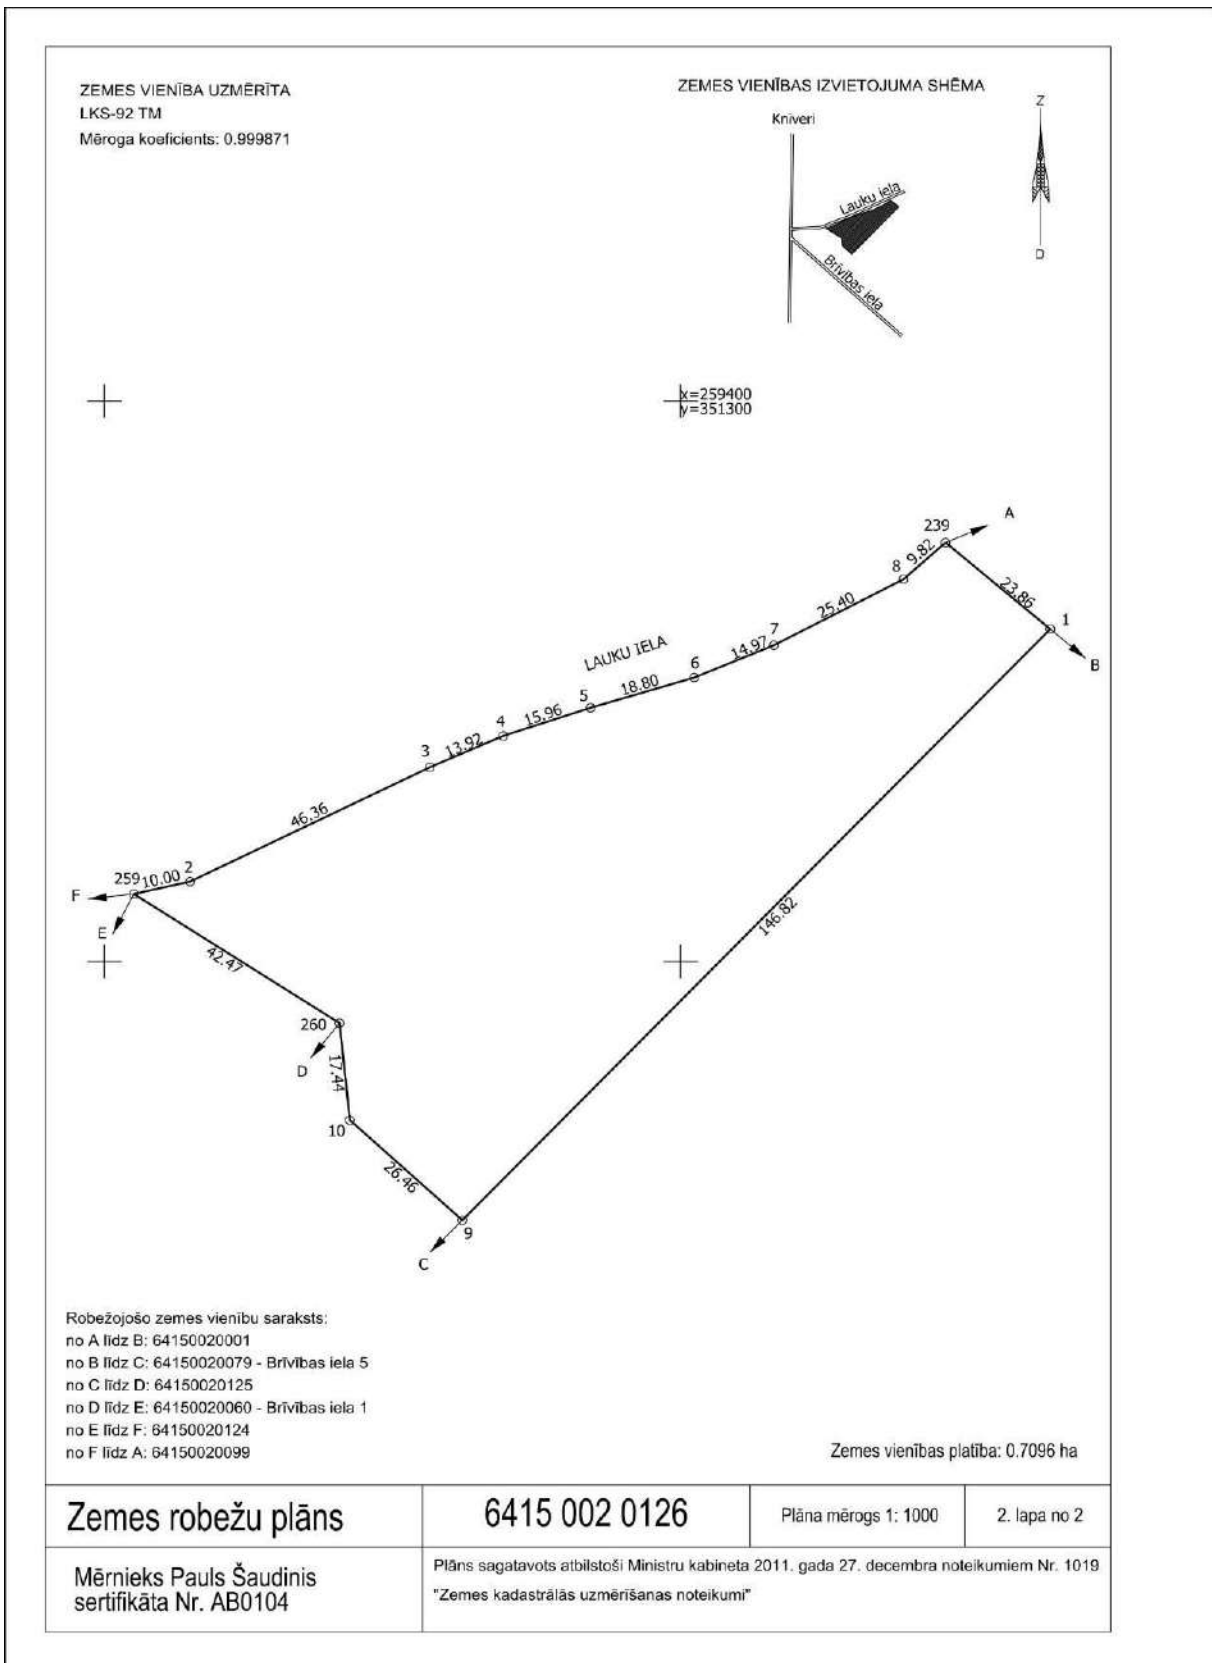 ZEMES VIENĪBA UZMĒRĪTA
LKS-92 TM
Mēroga koeficients: 0.999871
ZEMES VIENĪBAS IZVIETOJUMA SHĒMA
Kniveri
Z
Lauku iela
Brīvības iela
D
x=259400
y=351300
239
A
9.82
8
23.86
1
25.40
B
7
LAUKU IELA
14.97
6
18.80
5
15.96
4
13.92
3
46.36
2
259
10.00
F
E
42.47
146.82
260
D
17.44
10
26.46
9
C
Robežojošo zemes vienību saraksts:
no A līdz B: 64150020001
no B līdz C: 64150020079 - Brīvības iela 5
no C līdz D: 64150020125
no D līdz E: 64150020060 - Brīvības iela 1
no E līdz F: 64150020124
no F līdz A: 64150020099
Zemes vienības platība: 0.7096 ha
Zemes robežu plāns
6415 002 0126
Plāna mērogs 1: 1000
2. lapa no 2
Mērnieks Pauls Šaudinis
sertifikāta Nr. AB0104
Plāns sagatavots atbilstoši Ministru kabineta 2011. gada 27. decembra noteikumiem Nr. 1019
"Zemes kadastrālās uzmērīšanas noteikumi"